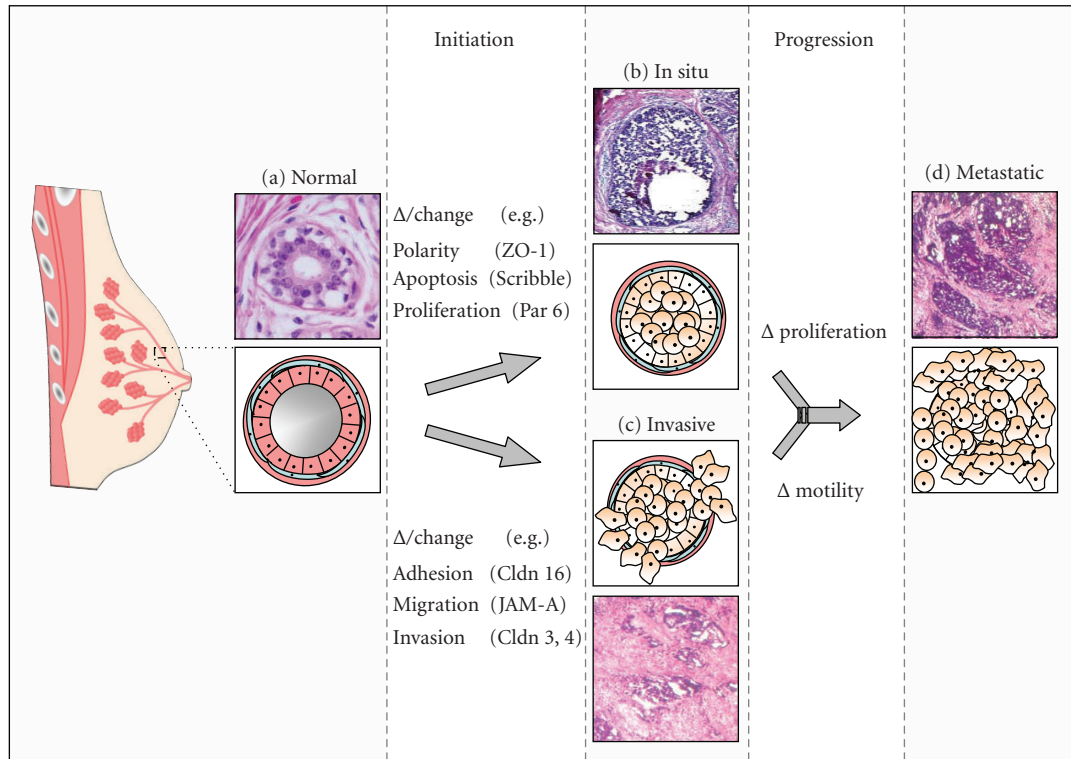 Initiation
Progression
(b) In situ
(a) Normal
(d) Metastatic
Δ/change (e.g.)
Polarity (ZO-1)
Apoptosis (Scribble)
Proliferation (Par 6)
Δ proliferation
(c) Invasive
Δ motility
Δ/change (e.g.)
Adhesion (Cldn 16)
Migration (JAM-A)
Invasion (Cldn 3, 4)